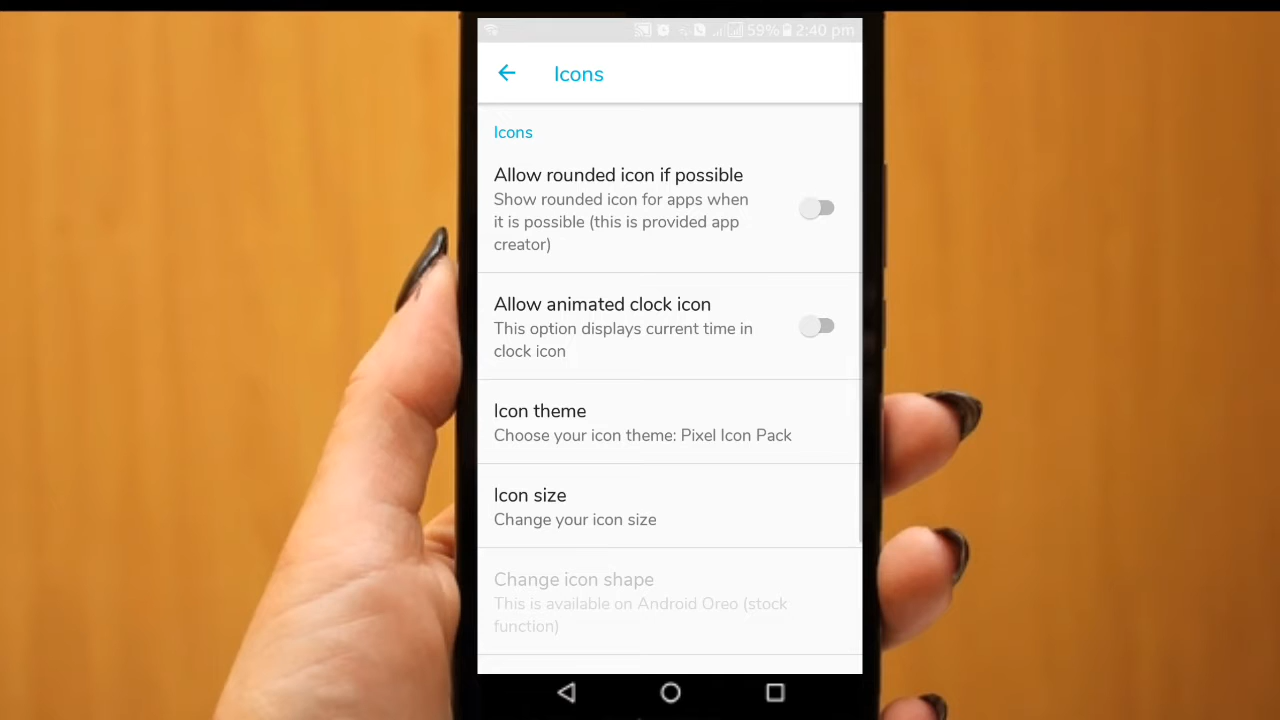 59% 2:40 pm
Icons
Icons
Allow rounded icon if possible
Show rounded icon for apps when
it is possible (this is provided app
creator)
Allow animated clock icon
This option displays current time in
clock icon
Icon theme
Choose your icon theme: Pixel Icon Pack
Icon size
Change your icon size
Change icon shape
This is available on Android Oreo (stock
function)